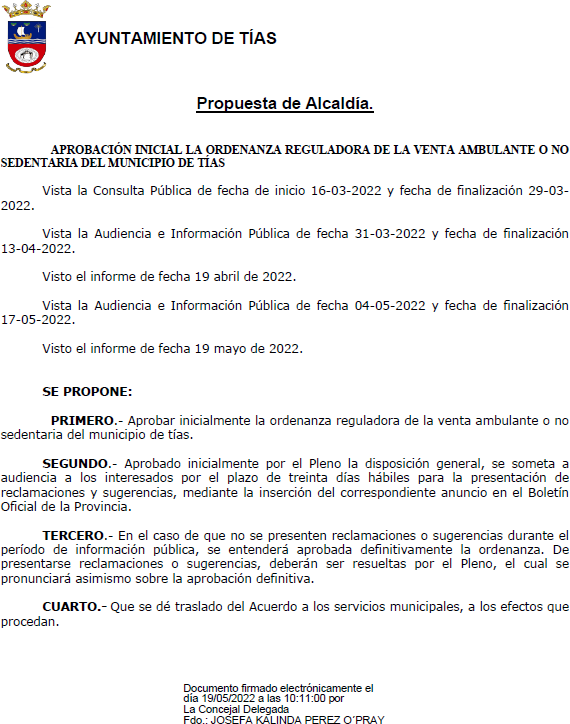 AYUNTAMIENTO DE TÍAS
Propuesta de Alcaldía.
APROBACIÓN INICIAL LA ORDENANZA REGULADORA DE LA VENTA AMBULANTE O NO
SEDENTARIA DEL MUNICIPIO DE TÍAS
Vista la Consulta Pública de fecha de inicio 16-03-2022 y fecha de finalización 29-03-
2022.
Vista la Audiencia e Información Pública de fecha 31-03-2022 y fecha de finalización
13-04-2022.
Visto el informe de fecha 19 abral de 2022.
Vista la Audiencia e Información Pública de fecha 04-05-2022 y fecha de finalización
17-05-2022.
Visto el informe de fecha 19 mayo de 2022.
SE PROPONE:
PRIMERO.- Aprobar inicialmente la ordenanza reguladora de la venta ambulante o no
sedentaria del municipio de tías.
SEGUNDO.- Aprobado inicialmente por el Pleno la disposición general, se someta a
audiencia a los interesados por el plazo de treinta días hábiles para la presentación de
reclamaciones y sugerencias, mediante la inserción del correspondiente anuncio en el Boletín
Oficial de la Provincia.
TERCERO.- En el caso de que no se presenten reclamaciones o sugerencias durante el
período de información pública, se entenderá aprobada definitivamente la ordenanza. De
presentarse reclamaciones o sugerencias, deberán ser resueltas por el Pleno, el cual se
pronunciará asimismo sobre la aprobación definitiva.
CUARTO.- Que se dé traslado del Acuerdo a los servicios municipales, a los efectos que
procedan.
Documento firmado electrónicamente el
día 19/05/2022 a las 10:11:00 por
La Concejal Delegada
Fdo.: JOSEFA KALINDA PEREZ O´PRAY